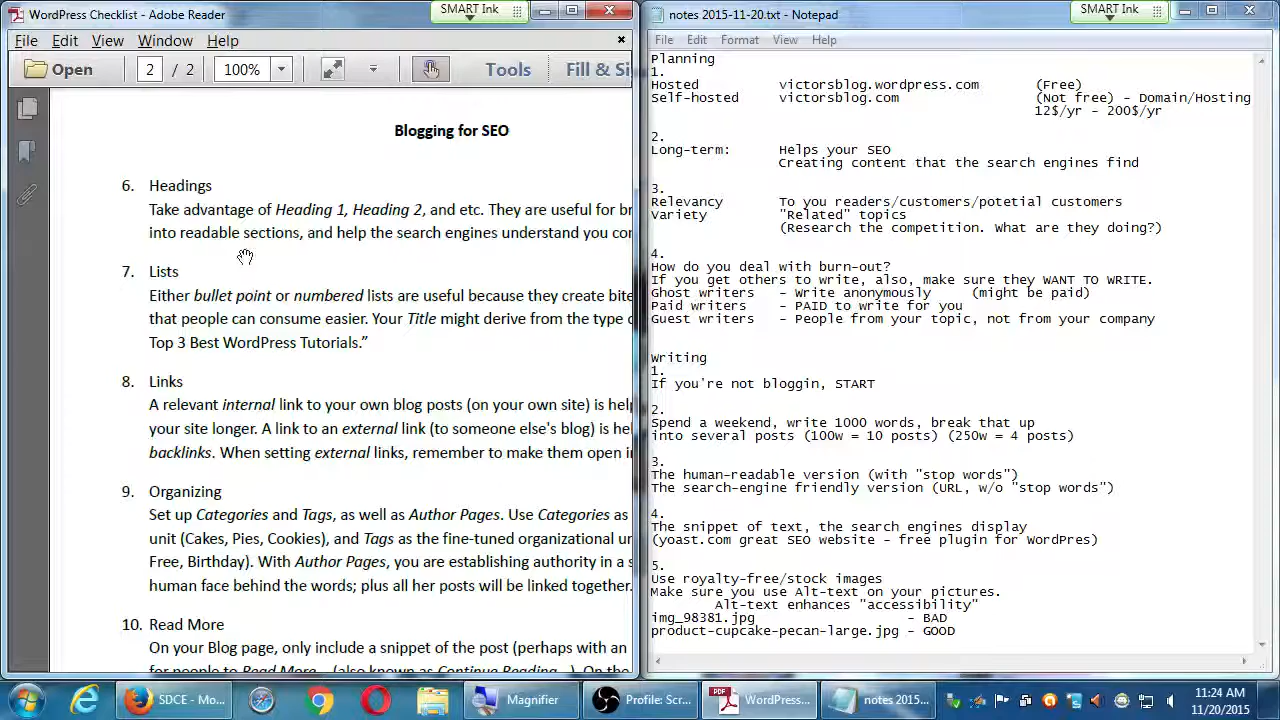 WordPress Checklist - Adobe Reader
SMART Ink
File Edit View Window Help
Open 2 / 2 100% Tools Fill & Si
Blogging for SEO
6. Headings
Take advantage of Heading 1, Heading 2, and etc. They are useful for br
into readable sections, and help the search engines understand you con
7. Lists
Either bullet point or numbered lists are useful because they create bite
that people can consume easier. Your Title might derive from the type o
Top 3 Best WordPress Tutorials.”
8. Links
A relevant internal link to your own blog posts (on your own site) is help
your site longer. A link to an external link (to someone else's blog) is hel
backlinks. When setting external links, remember to make them open i
9. Organizing
Set up Categories and Tags, as well as Author Pages. Use Categories as
unit (Cakes, Pies, Cookies), and Tags as the fine-tuned organizational un
Free, Birthday). With Author Pages, you are establishing authority in a s
human face behind the words; plus all her posts will be linked together.
10. Read More
On your Blog page, only include a snippet of the post (perhaps with an
for people to Read More... (also known as Continue Reading...). On the
notes 2015-11-20.txt - Notepad
SMART Ink
File Edit Format View Help
Planning
1.
Hosted victorsblog.wordpress.com (Free)
Self-hosted victorsblog.com (Not free) - Domain/Hosting
12$/yr - 200$/yr
2.
Long-term: Helps your SEO
Creating content that the search engines find
3.
Relevancy To you readers/customers/potetial customers
Variety "Related" topics
(Research the competition. What are they doing?)
4.
How do you deal with burn-out?
If you get others to write, also, make sure they WANT TO WRITE.
Ghost writers - Write anonymously (might be paid)
Paid writers - PAID to write for you
Guest writers - People from your topic, not from your company
Writing
1.
If you're not bloggin, START
2.
Spend a weekend, write 1000 words, break that up
into several posts (100w = 10 posts) (250w = 4 posts)
3.
The human-readable version (with "stop words")
The search-engine friendly version (URL, w/o "stop words")
4.
The snippet of text, the search engines display
(yoast.com great SEO website - free plugin for WordPres)
5.
Use royalty-free/stock images
Make sure you use Alt-text on your pictures.
Alt-text enhances "accessibility"
img_98381.jpg - BAD
product-cupcake-pecan-large.jpg - GOOD
SDCE - Mo... Magnifier Profile: Scr... WordPress... notes 2015... 11:24 AM
11/20/2015